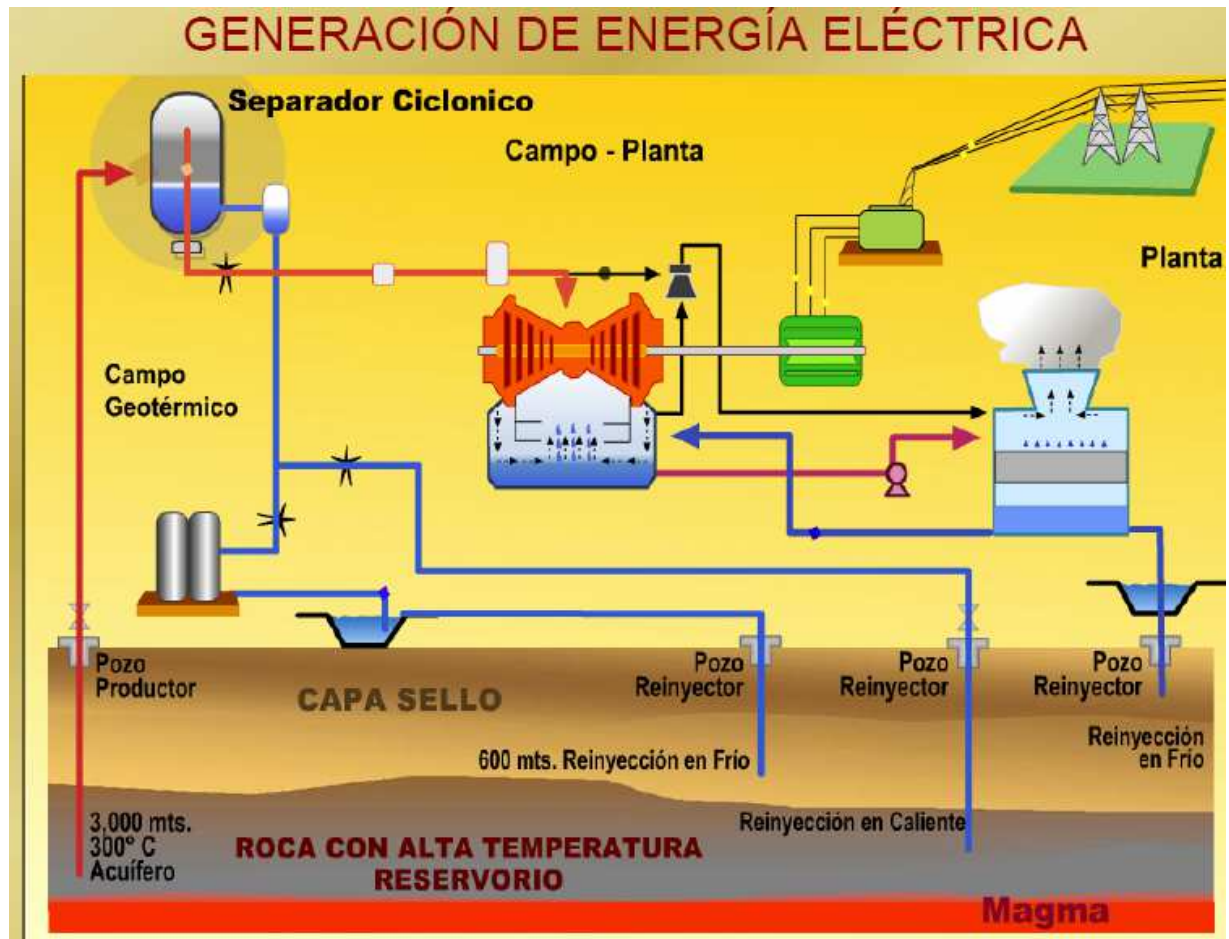 GENERACIÓN DE ENERGÍA ELÉCTRICA
Separador Ciclonico
Campo - Planta
Planta
Campo
Geotérmico
Pozo
Productor
CAPA SELLO
Pozo
Reinyector
Pozo
Reinyector
Pozo
Reinyector
600 mts. Reinyección en Frío
Reinyección
en Frío
3.000 mts.
300° C
Acuífero
Reinyección en Caliente
ROCA CON ALTA TEMPERATURA
RESERVORIO
Magma